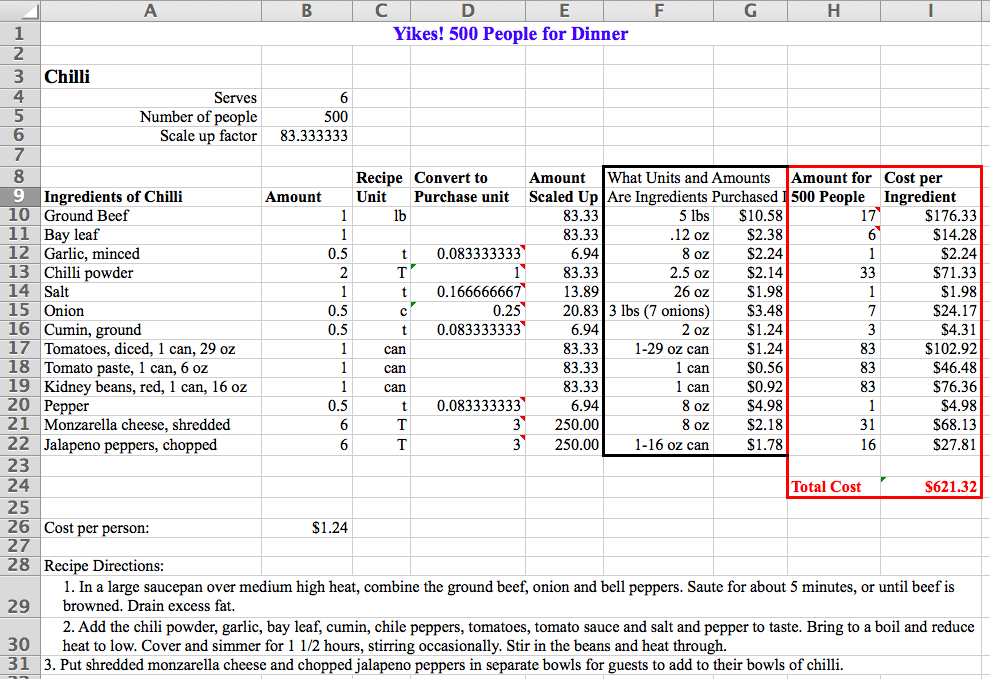 A B C D E F G H I
1 Yikes! 500 People for Dinner
2
3 Chilli
4 Serves 6
5 Number of people 500
6 Scale up factor 83.333333
7
8 Recipe Convert to Amount What Units and Amounts Amount for Cost per
9 Ingredients of Chilli Amount Unit Purchase unit Scaled Up Are Ingredients Purchased 500 People Ingredient
10 Ground Beef 1 lb 83.33 5 lbs $10.58 17 $176.33
11 Bay leaf 1 83.33 .12 oz $2.38 6 $14.28
12 Garlic, minced 0.5 t 0.083333333 6.94 8 oz $2.24 1 $2.24
13 Chilli powder 2 T 1 83.33 2.5 oz $2.14 33 $71.33
14 Salt 1 t 0.166666667 13.89 26 oz $1.98 1 $1.98
15 Onion 0.5 c 0.25 20.83 3 lbs (7 onions) $3.48 7 $24.17
16 Cumin, ground 0.5 t 0.083333333 6.94 2 oz $1.24 3 $4.31
17 Tomatoes, diced, 1 can, 29 oz 1 can 83.33 1-29 oz can $1.24 83 $102.92
18 Tomato paste, 1 can, 6 oz 1 can 83.33 1 can $0.56 83 $46.48
19 Kidney beans, red, 1 can, 16 oz 1 can 83.33 1 can $0.92 83 $76.36
20 Pepper 0.5 t 0.083333333 6.94 8 oz $4.98 1 $4.98
21 Monzarella cheese, shredded 6 T 3 250.00 8 oz $2.18 31 $68.13
22 Jalapeno peppers, chopped 6 T 3 250.00 1-16 oz can $1.78 16 $27.81
23
24 Total Cost $621.32
25
26 Cost per person: $1.24
27
28 Recipe Directions:
1. In a large saucepan over medium high heat, combine the ground beef, onion and bell peppers. Saute for about 5 minutes, or until beef is
29 browned. Drain excess fat.
2. Add the chili powder, garlic, bay leaf, cumin, chile peppers, tomatoes, tomato sauce and salt and pepper to taste. Bring to a boil and reduce
30 heat to low. Cover and simmer for 1 1/2 hours, stirring occasionally. Stir in the beans and heat through.
31 3. Put shredded monzarella cheese and chopped jalapeno peppers in separate bowls for guests to add to their bowls of chilli.